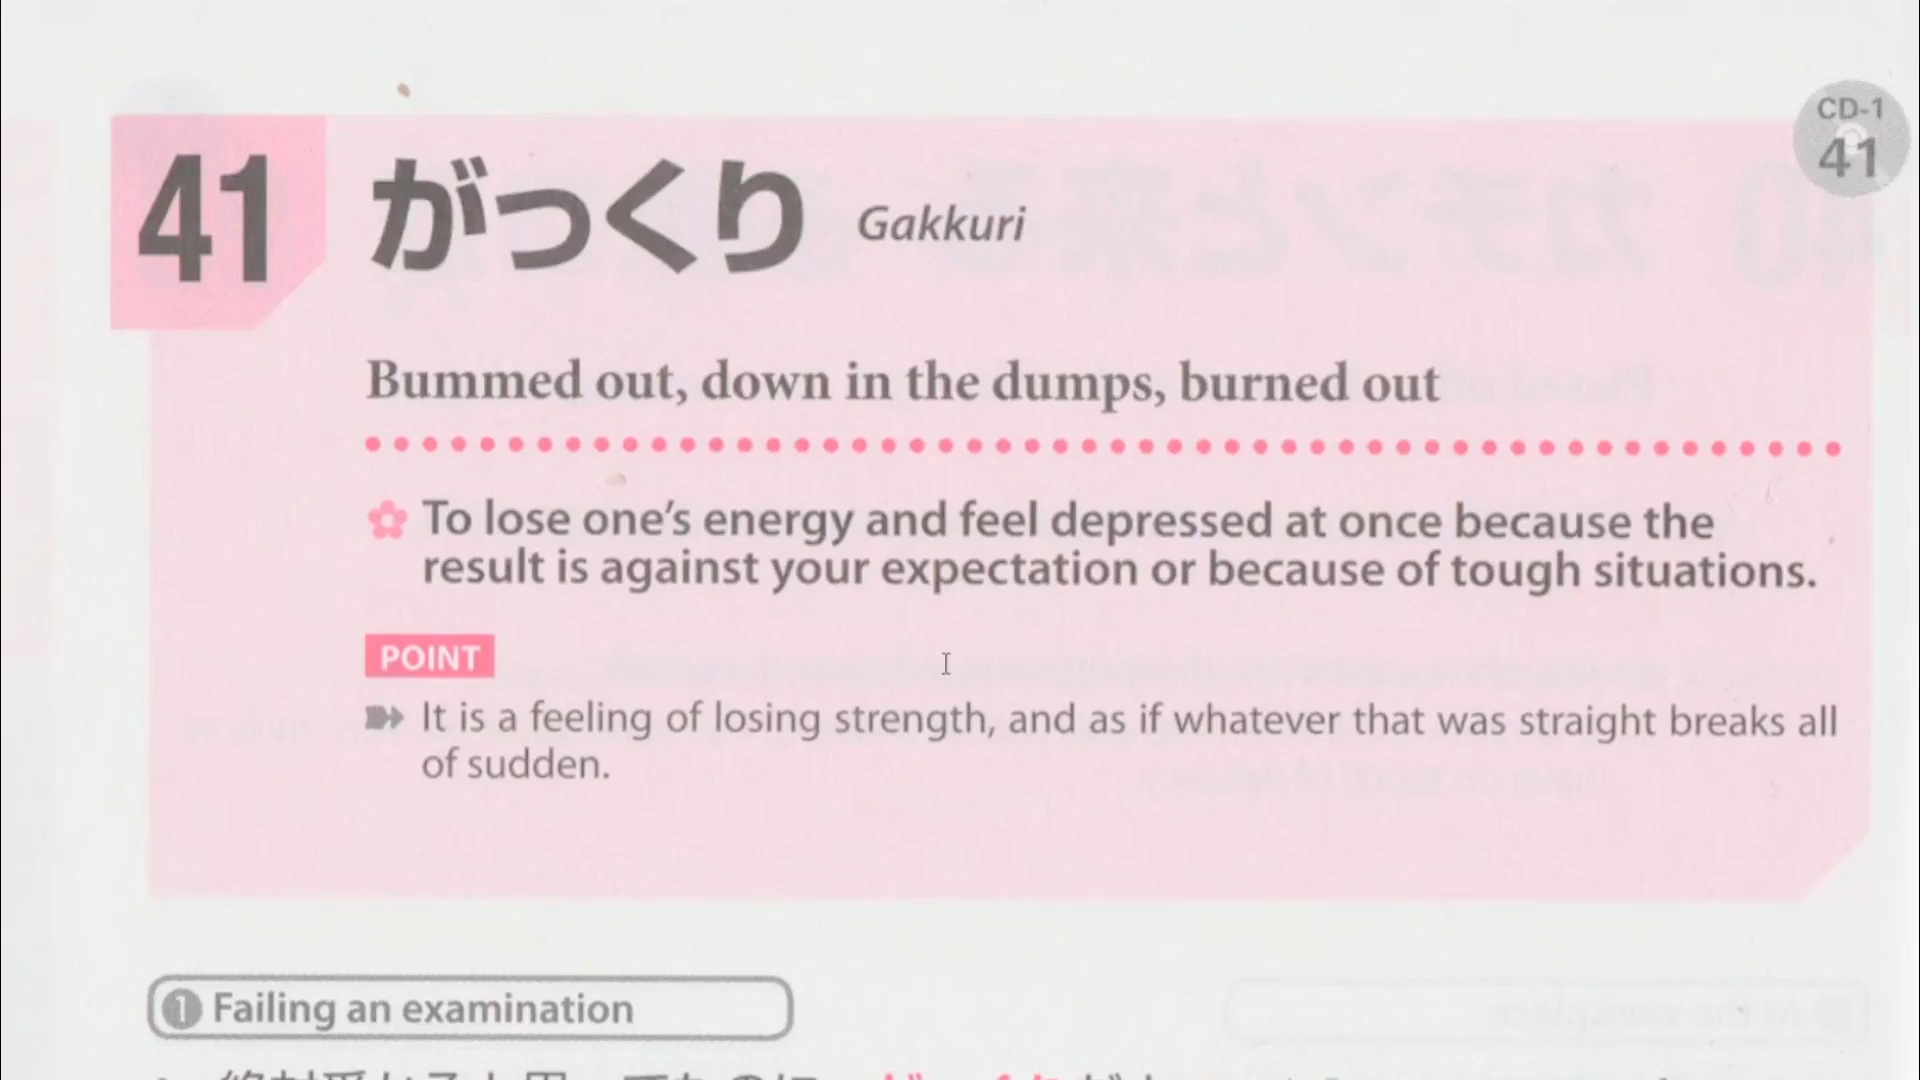 CD-1
41
41 がっくり Gakkuri
Bummed out, down in the dumps, burned out
To lose one's energy and feel depressed at once because the
result is against your expectation or because of tough situations.
POINT
It is a feeling of losing strength, and as if whatever that was straight breaks all
of sudden.
1 Failing an examination